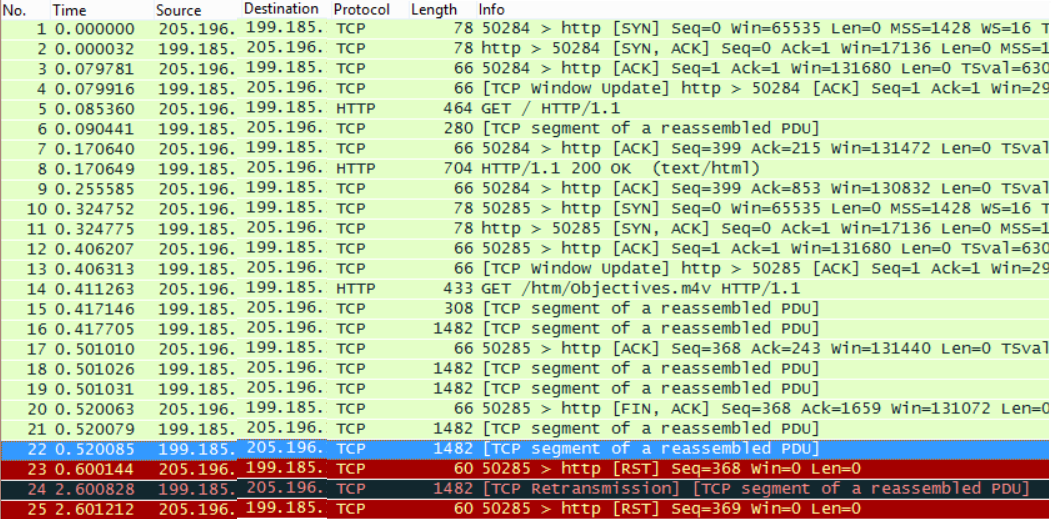 No. Time Source Destination Protocol Length Info
1 0.000000 205.196. 199.185. TCP 78 50284 > http [SYN] Seq=0 Win=65535 Len=0 MSS=1428 WS=16 T
2 0.000032 199.185. 205.196. TCP 78 http > 50284 [SYN, ACK] Seq=0 Ack=1 Win=17136 Len=0 MSS=1
3 0.079781 205.196. 199.185. TCP 66 50284 > http [ACK] Seq=1 Ack=1 Win=131680 Len=0 TSval=630
4 0.079916 199.185. 205.196. TCP 66 [TCP Window Update] http > 50284 [ACK] Seq=1 Ack=1 Win=29
5 0.085360 205.196. 199.185. HTTP 464 GET / HTTP/1.1
6 0.090441 199.185. 205.196. TCP 280 [TCP segment of a reassembled PDU]
7 0.170640 205.196. 199.185. TCP 66 50284 > http [ACK] Seq=399 Ack=215 Win=131472 Len=0 TSval
8 0.170649 199.185. 205.196. HTTP 704 HTTP/1.1 200 OK (text/html)
9 0.255585 205.196. 199.185. TCP 66 50284 > http [ACK] Seq=399 Ack=853 Win=130832 Len=0 TSval
10 0.324752 205.196. 199.185. TCP 78 50285 > http [SYN] Seq=0 Win=65535 Len=0 MSS=1428 WS=16 T
11 0.324775 199.185. 205.196. TCP 78 http > 50285 [SYN, ACK] Seq=0 Ack=1 Win=17136 Len=0 MSS=1
12 0.406207 205.196. 199.185. TCP 66 50285 > http [ACK] Seq=1 Ack=1 Win=131680 Len=0 TSval=630
13 0.406313 199.185. 205.196. TCP 66 [TCP Window Update] http > 50285 [ACK] Seq=1 Ack=1 Win=29
14 0.411263 205.196. 199.185. HTTP 433 GET /htm/Objectives.m4v HTTP/1.1
15 0.417146 199.185. 205.196. TCP 308 [TCP segment of a reassembled PDU]
16 0.417705 199.185. 205.196. TCP 1482 [TCP segment of a reassembled PDU]
17 0.501010 205.196. 199.185. TCP 66 50285 > http [ACK] Seq=368 Ack=243 Win=131440 Len=0 TSval
18 0.501026 199.185. 205.196. TCP 1482 [TCP segment of a reassembled PDU]
19 0.501031 199.185. 205.196. TCP 1482 [TCP segment of a reassembled PDU]
20 0.520063 205.196. 199.185. TCP 66 50285 > http [FIN, ACK] Seq=368 Ack=1659 Win=131072 Len=0
21 0.520079 199.185. 205.196. TCP 1482 [TCP segment of a reassembled PDU]
22 0.520085 199.185. 205.196. TCP 1482 [TCP segment of a reassembled PDU]
23 0.600144 205.196. 199.185. TCP 60 50285 > http [RST] Seq=368 Win=0 Len=0
24 2.600828 199.185. 205.196. TCP 1482 [TCP Retransmission] [TCP segment of a reassembled PDU]
25 2.601212 205.196. 199.185. TCP 60 50285 > http [RST] Seq=369 Win=0 Len=0